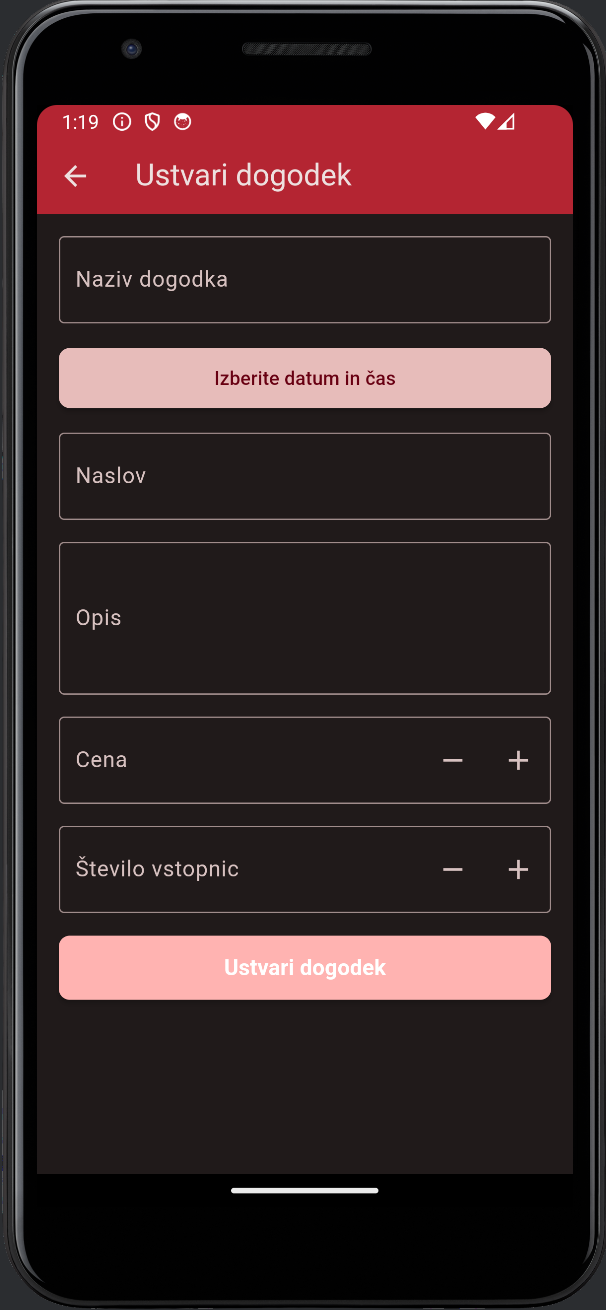 1:19
Ustvari dogodek
Naziv dogodka
Izberite datum in čas
Naslov
Opis
Cena
Število vstopnic
Ustvari dogodek